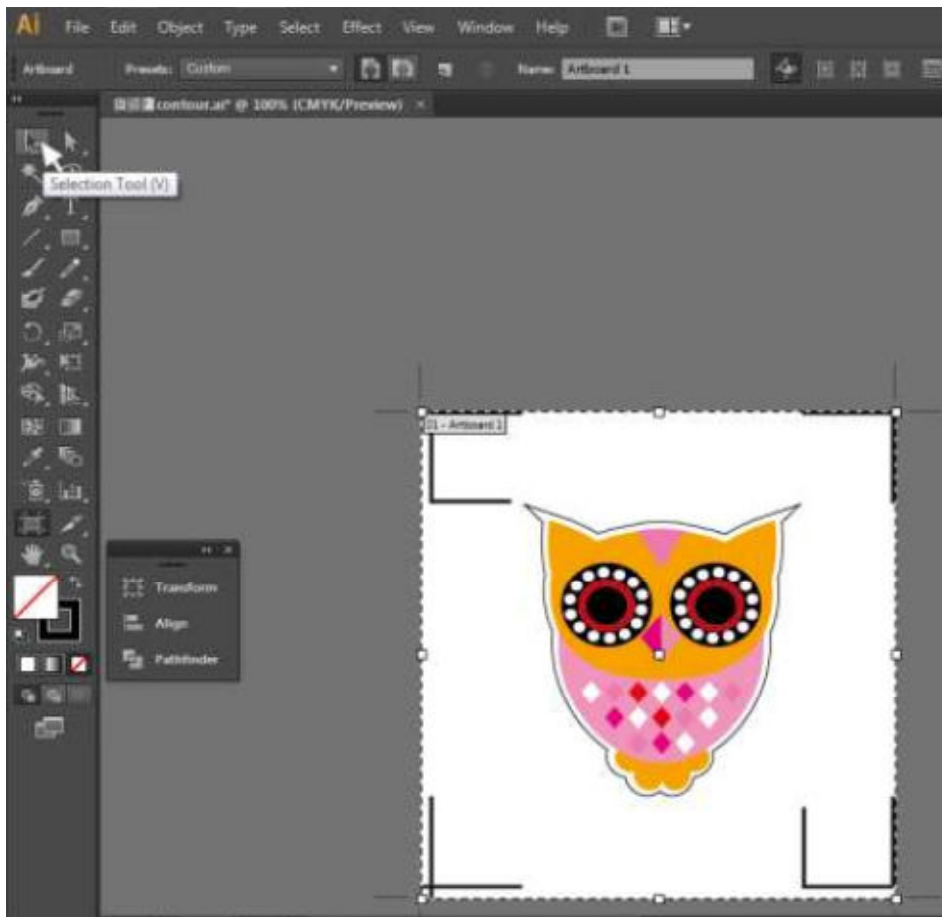 Ai File Edit Object Type Select Effect View Window Help
Artboard Presets: Custom Name: Artboard 1
contour.ai* @ 100% (CMYK/Preview) ×
Selection Tool (V)
01 - Artboard 1
Transform
Align
Pathfinder